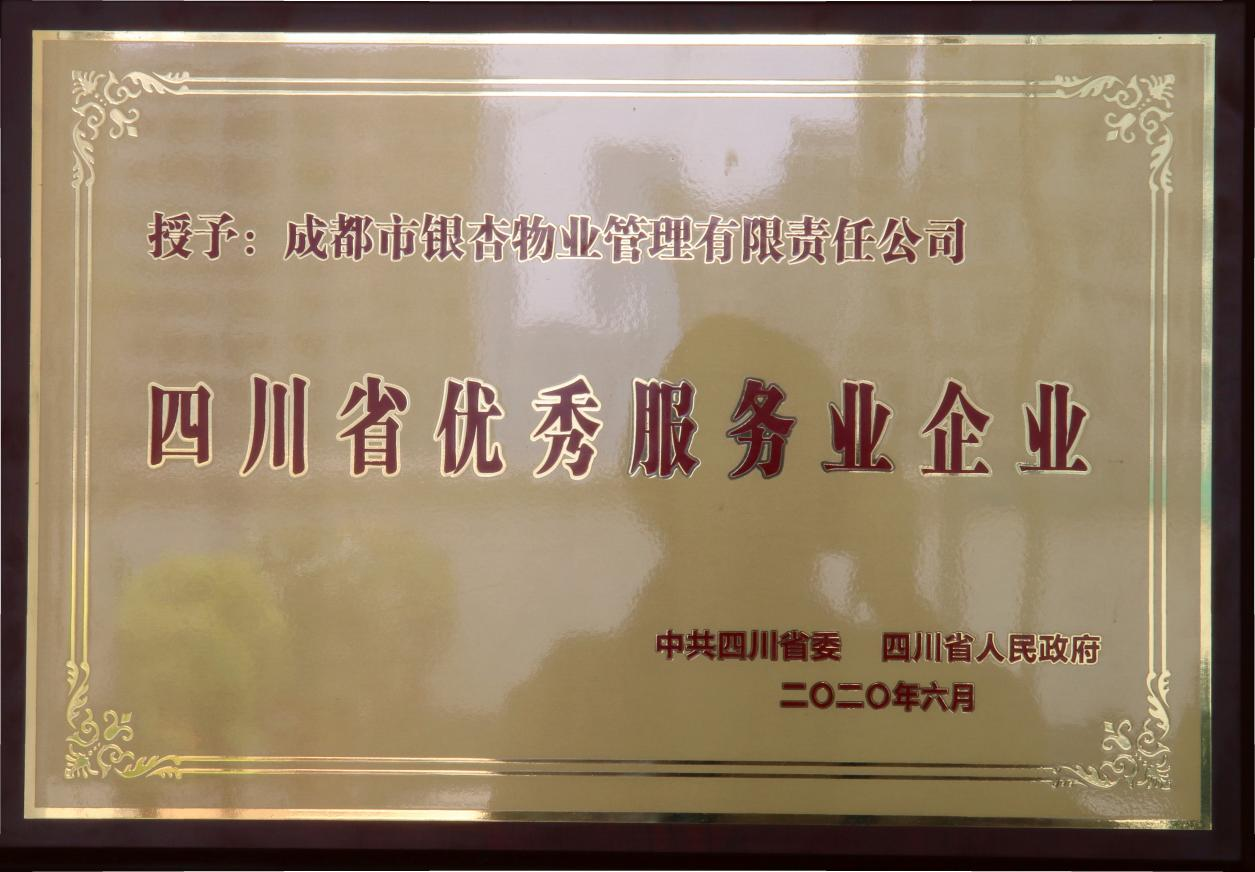 授予：成都市银杏物业管理有限责任公司
四川省优秀服务业企业
中共四川省委 四川省人民政府
二〇二〇年六月